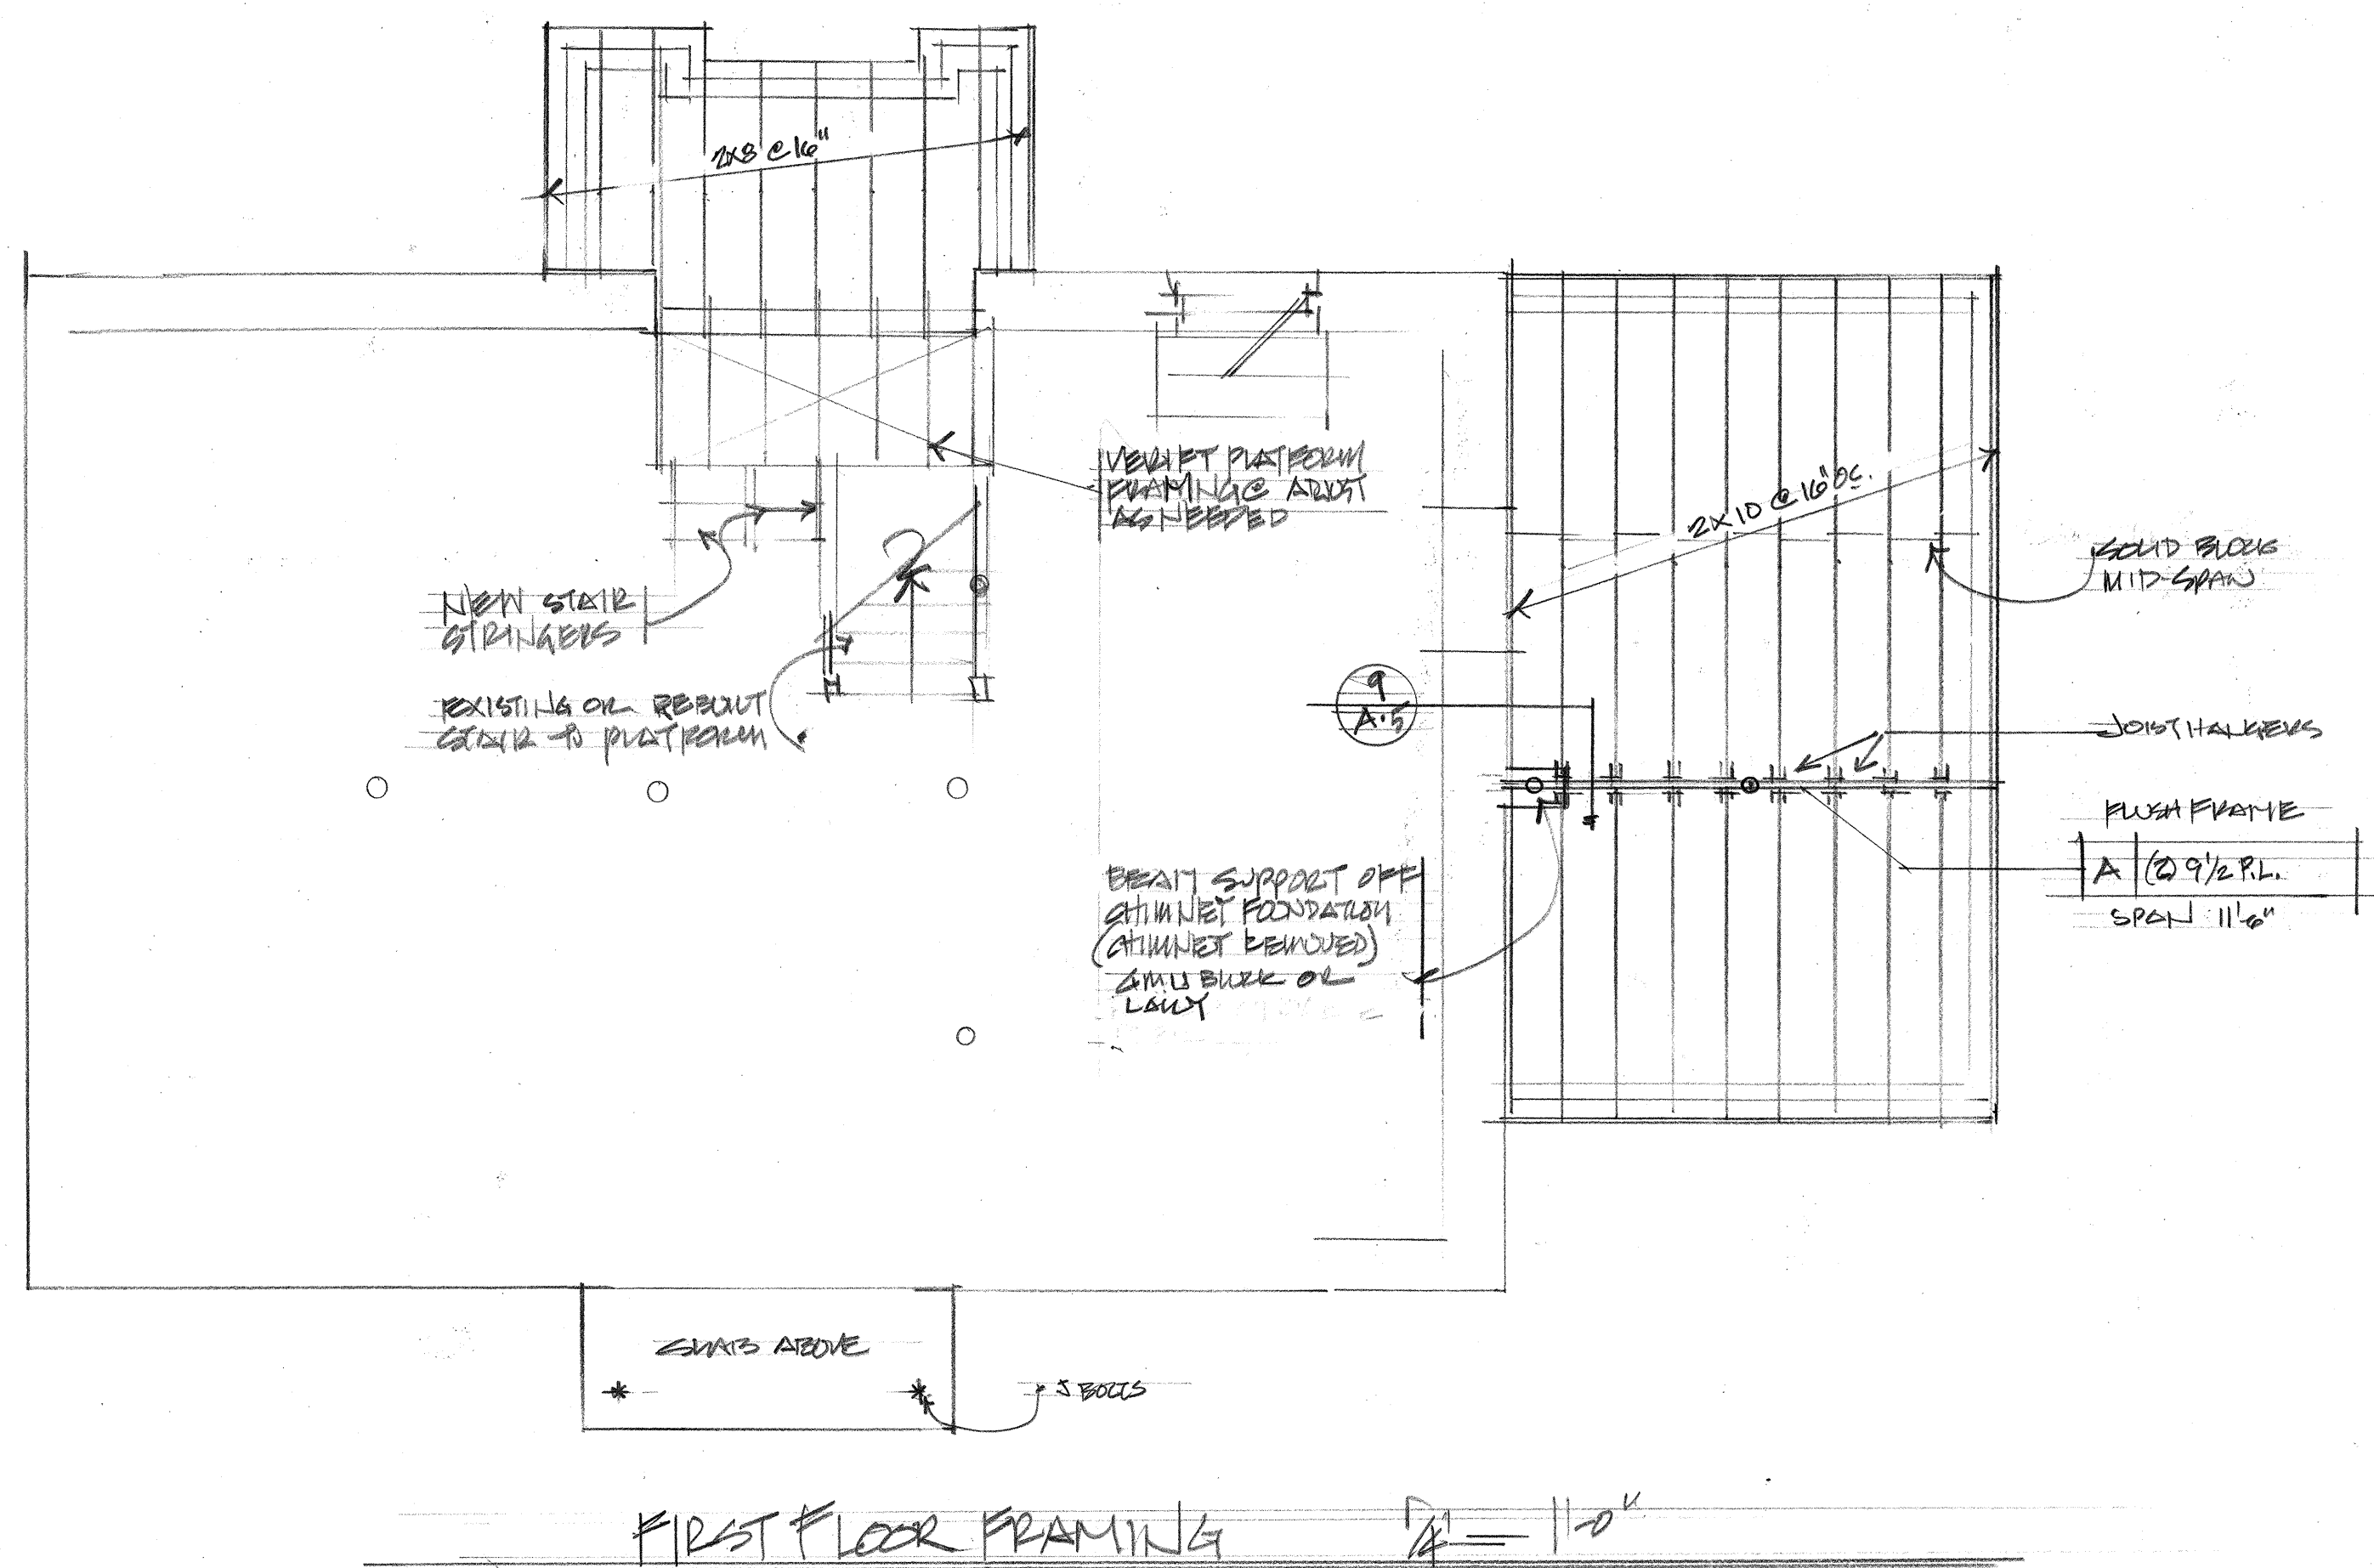 2X8 @ 16"
VERIFY PLATFORM
FRAMING @ ADJUST
AS NEEDED
2X10 @ 16" OC.
SOLID BLOCK
MID-SPAN
NEW STAIR
STRINGERS
EXISTING OR REBUILT
STAIR TO PLATFORM
9
A.5
JOIST HANGERS
FLUSH FRAME
A (2) 9 1/2 P.L.
SPAN 11'6"
BEAM SUPPORT OFF
CHIMNEY FOUNDATION
(CHIMNEY REMOVED)
CMU BLOCK OR
LALLY
SLAB ABOVE
J BOLTS
FIRST FLOOR FRAMING 1/4" = 1'-0"